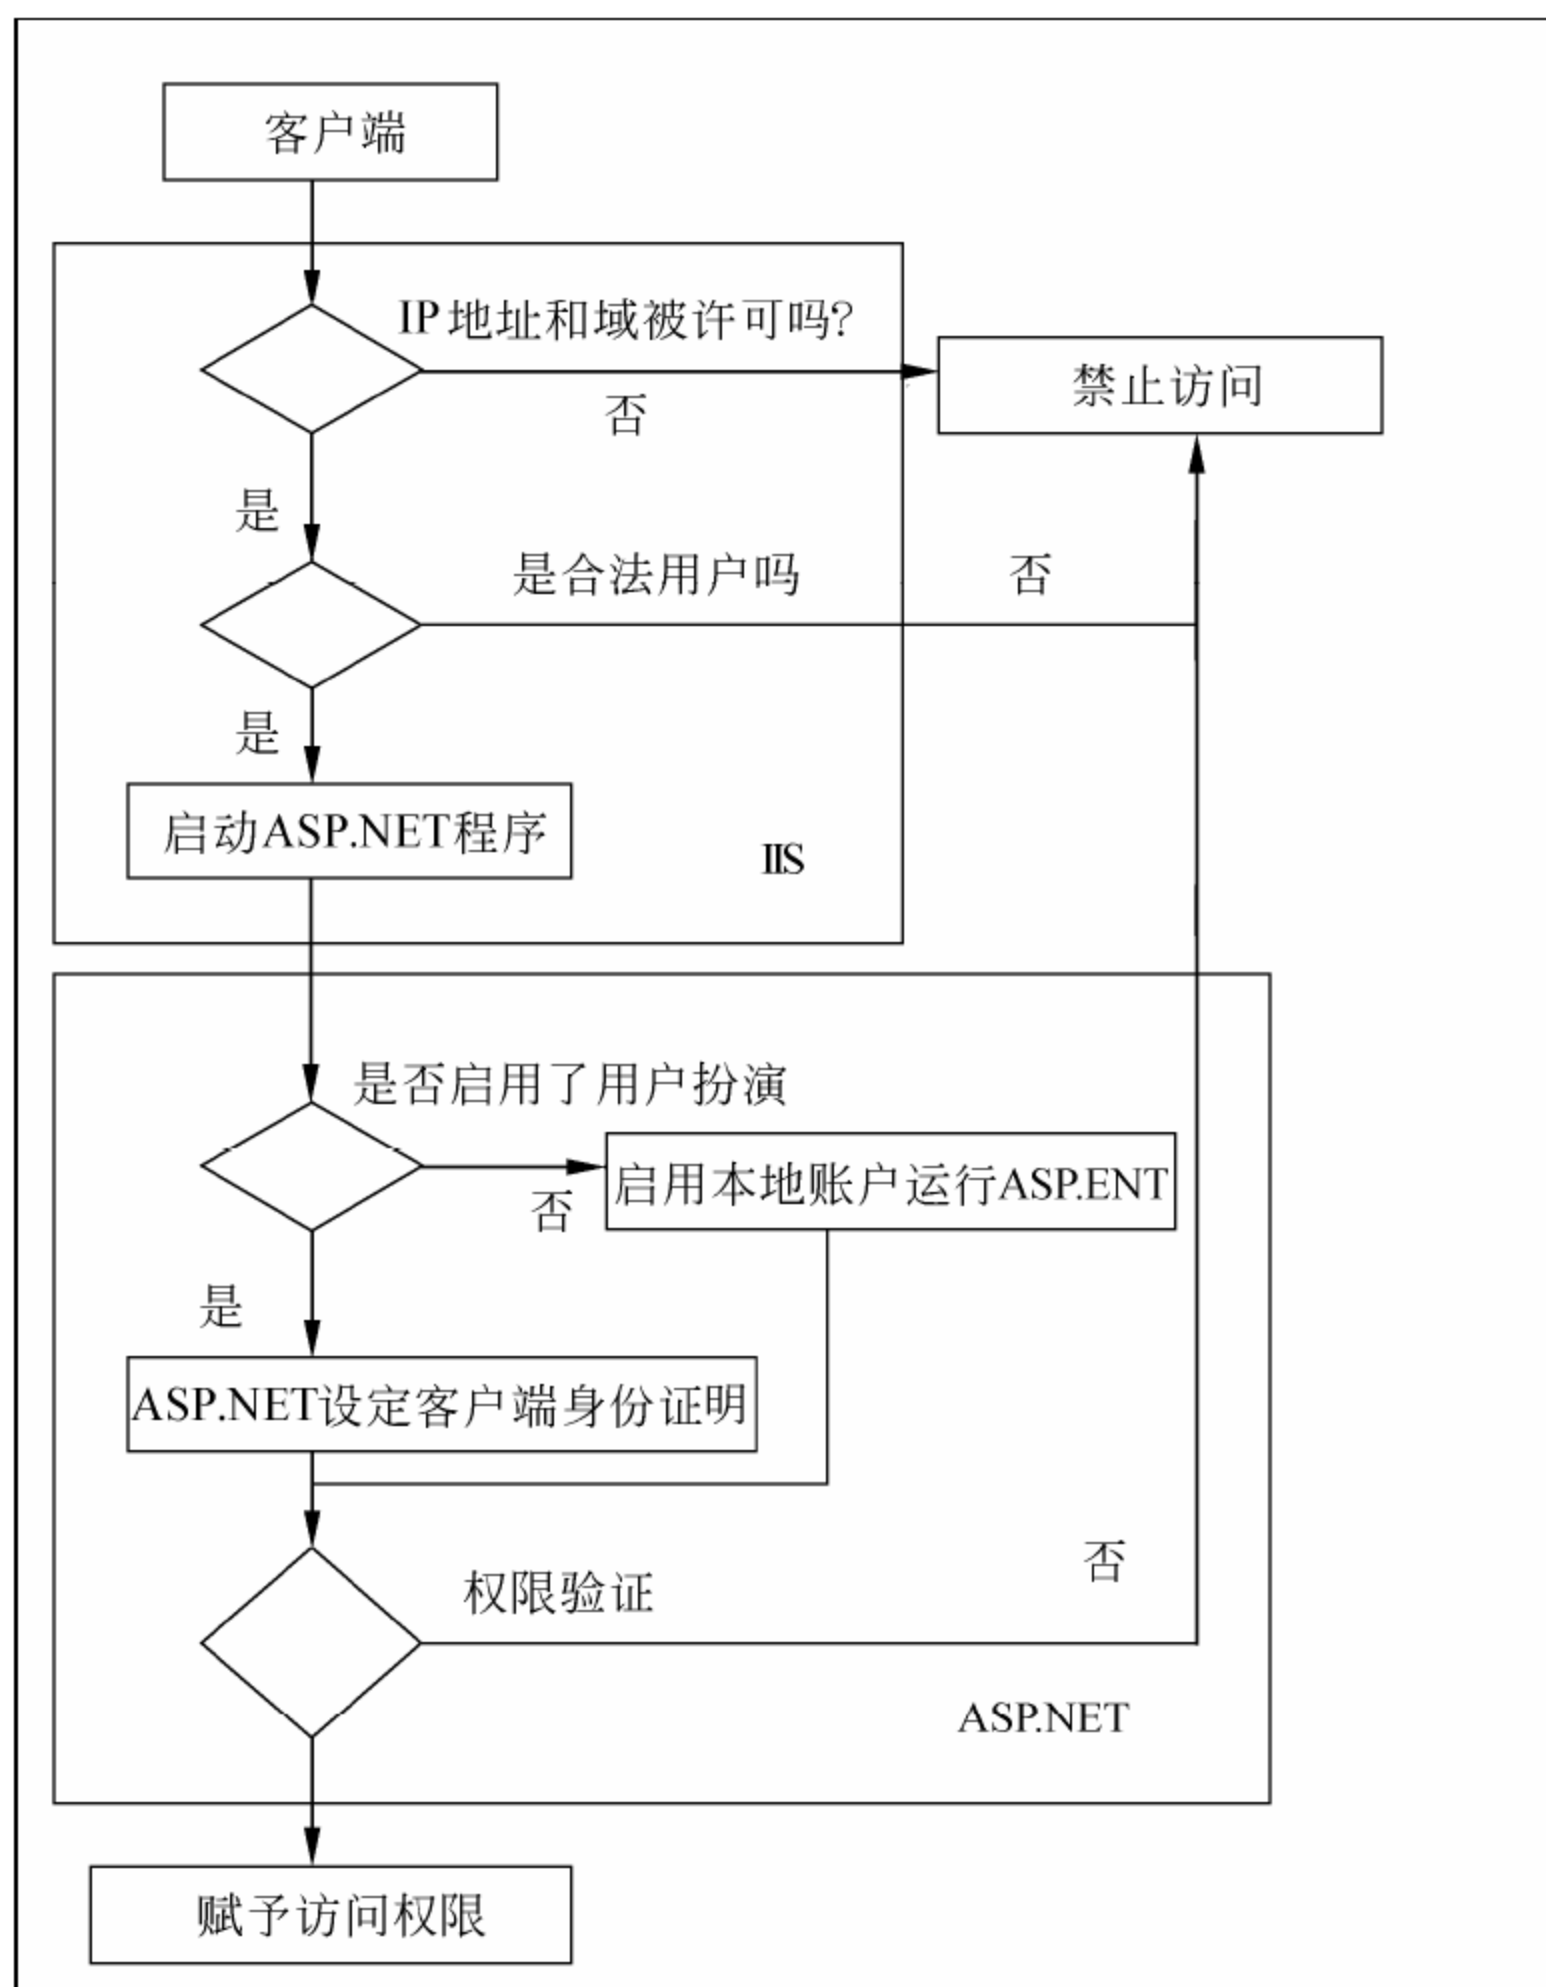 客户端
IP 地址和域被许可吗?
否
禁止访问
是
是合法用户吗
否
是
启动ASP.NET程序
IIS
是否启用了用户扮演
启用本地账户运行ASP.ENT
否
是
ASP.NET设定客户端身份证明
否
权限验证
ASP.NET
赋予访问权限